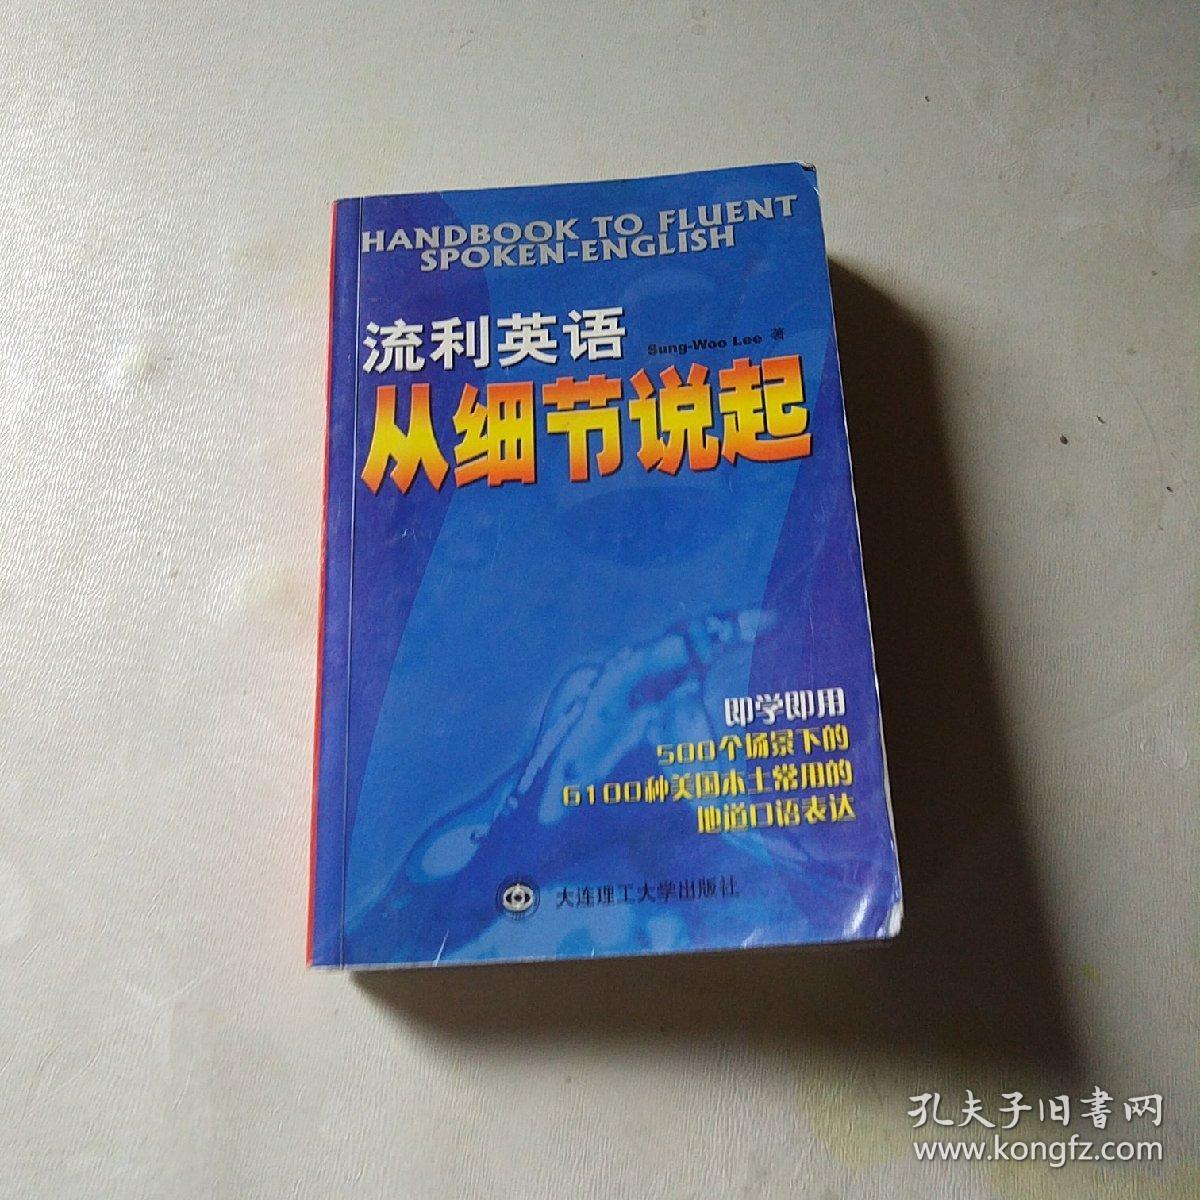 HANDBOOK TO FLUENT
SPOKEN-ENGLISH
流利英语
Sung-Woo Lee 著
从细节说起
即学即用
500个场景下的
6100种美国本土常用的
地道口语表达
大连理工大学出版社
孔夫子旧书网
www.kongfz.com